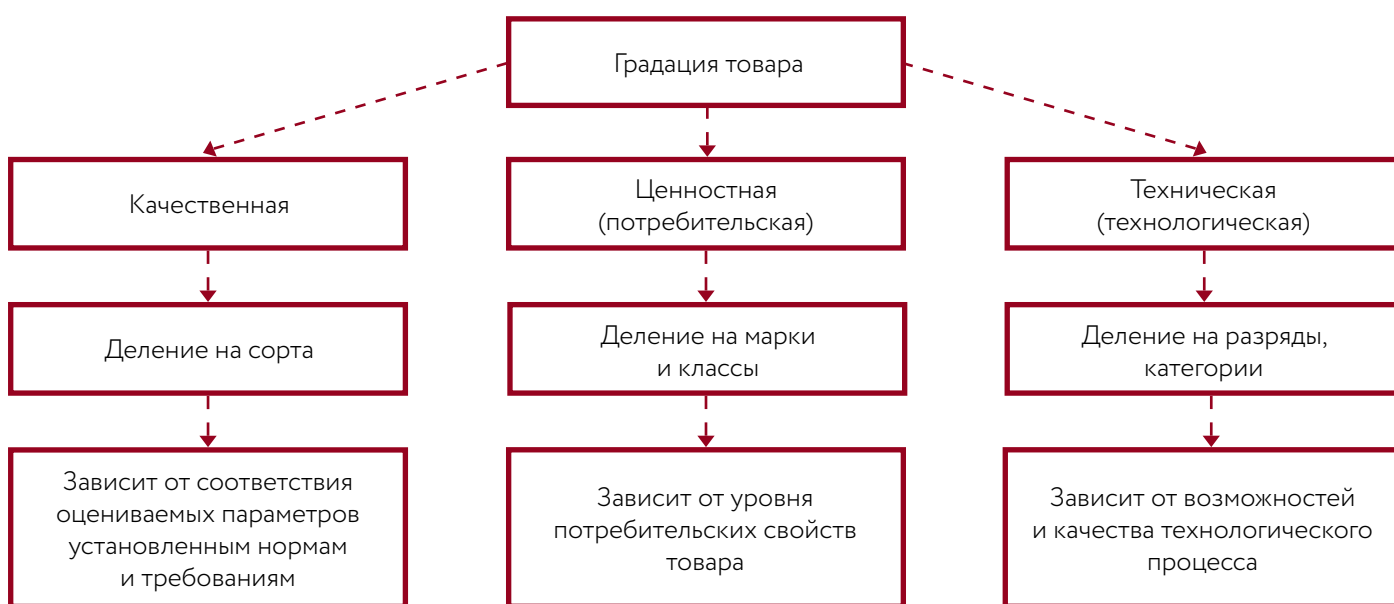 Градация товара
Качественная
Ценностная
(потребительская)
Техническая
(технологическая)
Деление на сорта
Деление на марки
и классы
Деление на разряды,
категории
Зависит от соответствия
оцениваемых параметров
установленным нормам
и требованиям
Зависит от уровня
потребительских свойств
товара
Зависит от возможностей
и качества технологического
процесса